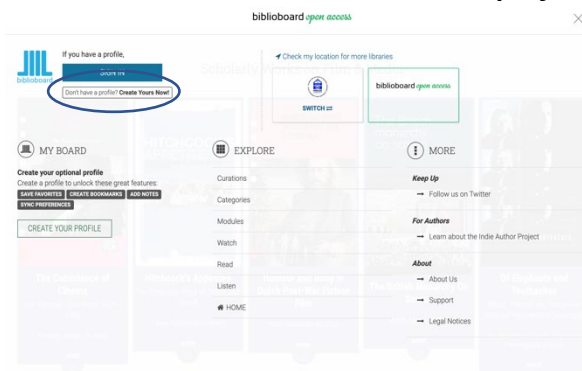 biblioboard open access
If you have a profile,
SIGN IN
biblioboard
Don't have a profile? Create Yours Now!
Check my location for more libraries
SWITCH
biblioboard open access
MY BOARD
Create your optional profile
Create a profile to unlock these great features:
SAVE FAVORITES CREATE BOOKMARKS ADD NOTES
SYNC PREFERENCES
CREATE YOUR PROFILE
EXPLORE
Curations
Categories
Modules
Watch
Read
Listen
HOME
MORE
Keep Up
→ Follow us on Twitter
For Authors
→ Learn about the Indie Author Project
About
→ About Us
→ Support
→ Legal Notices